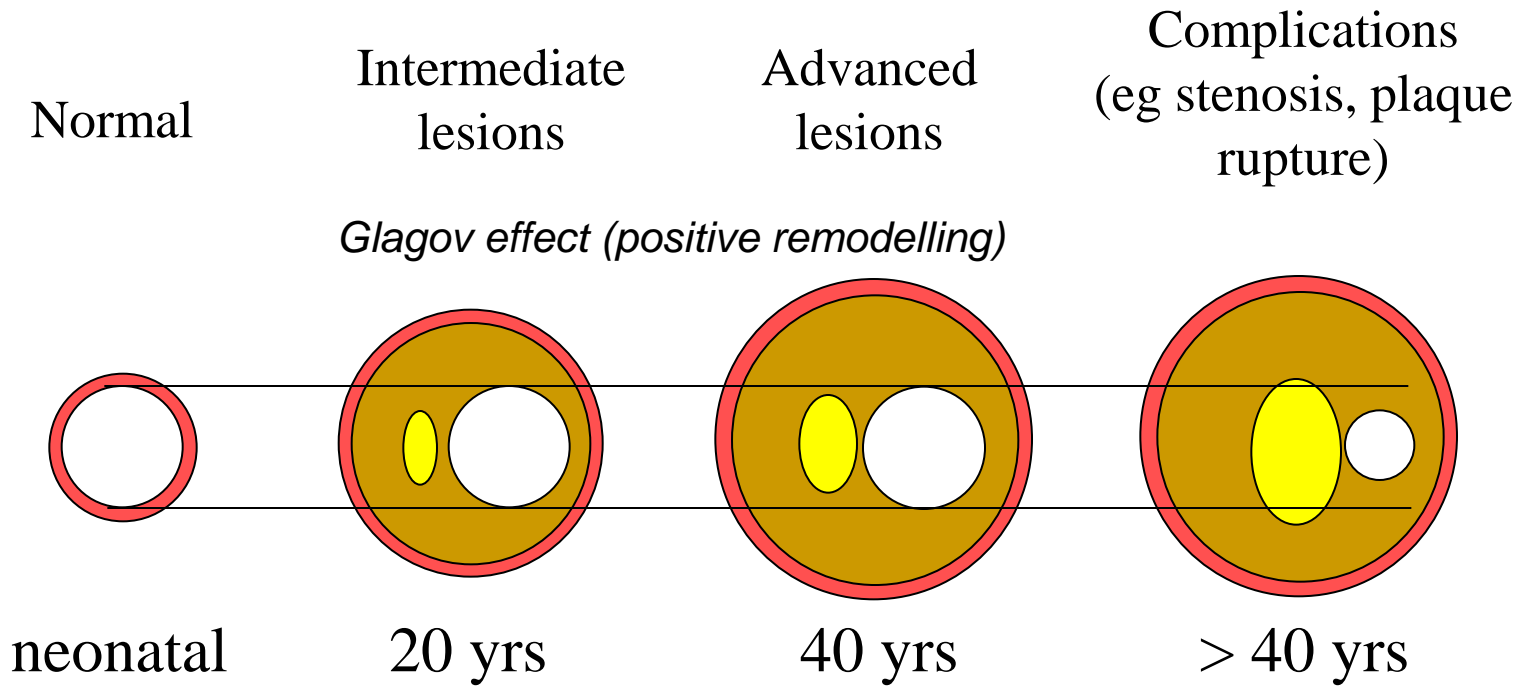 Normal
Intermediate
lesions
Advanced
lesions
Complications
(eg stenosis, plaque
rupture)
Glagov effect (positive remodelling)
neonatal
20 yrs
40 yrs
> 40 yrs